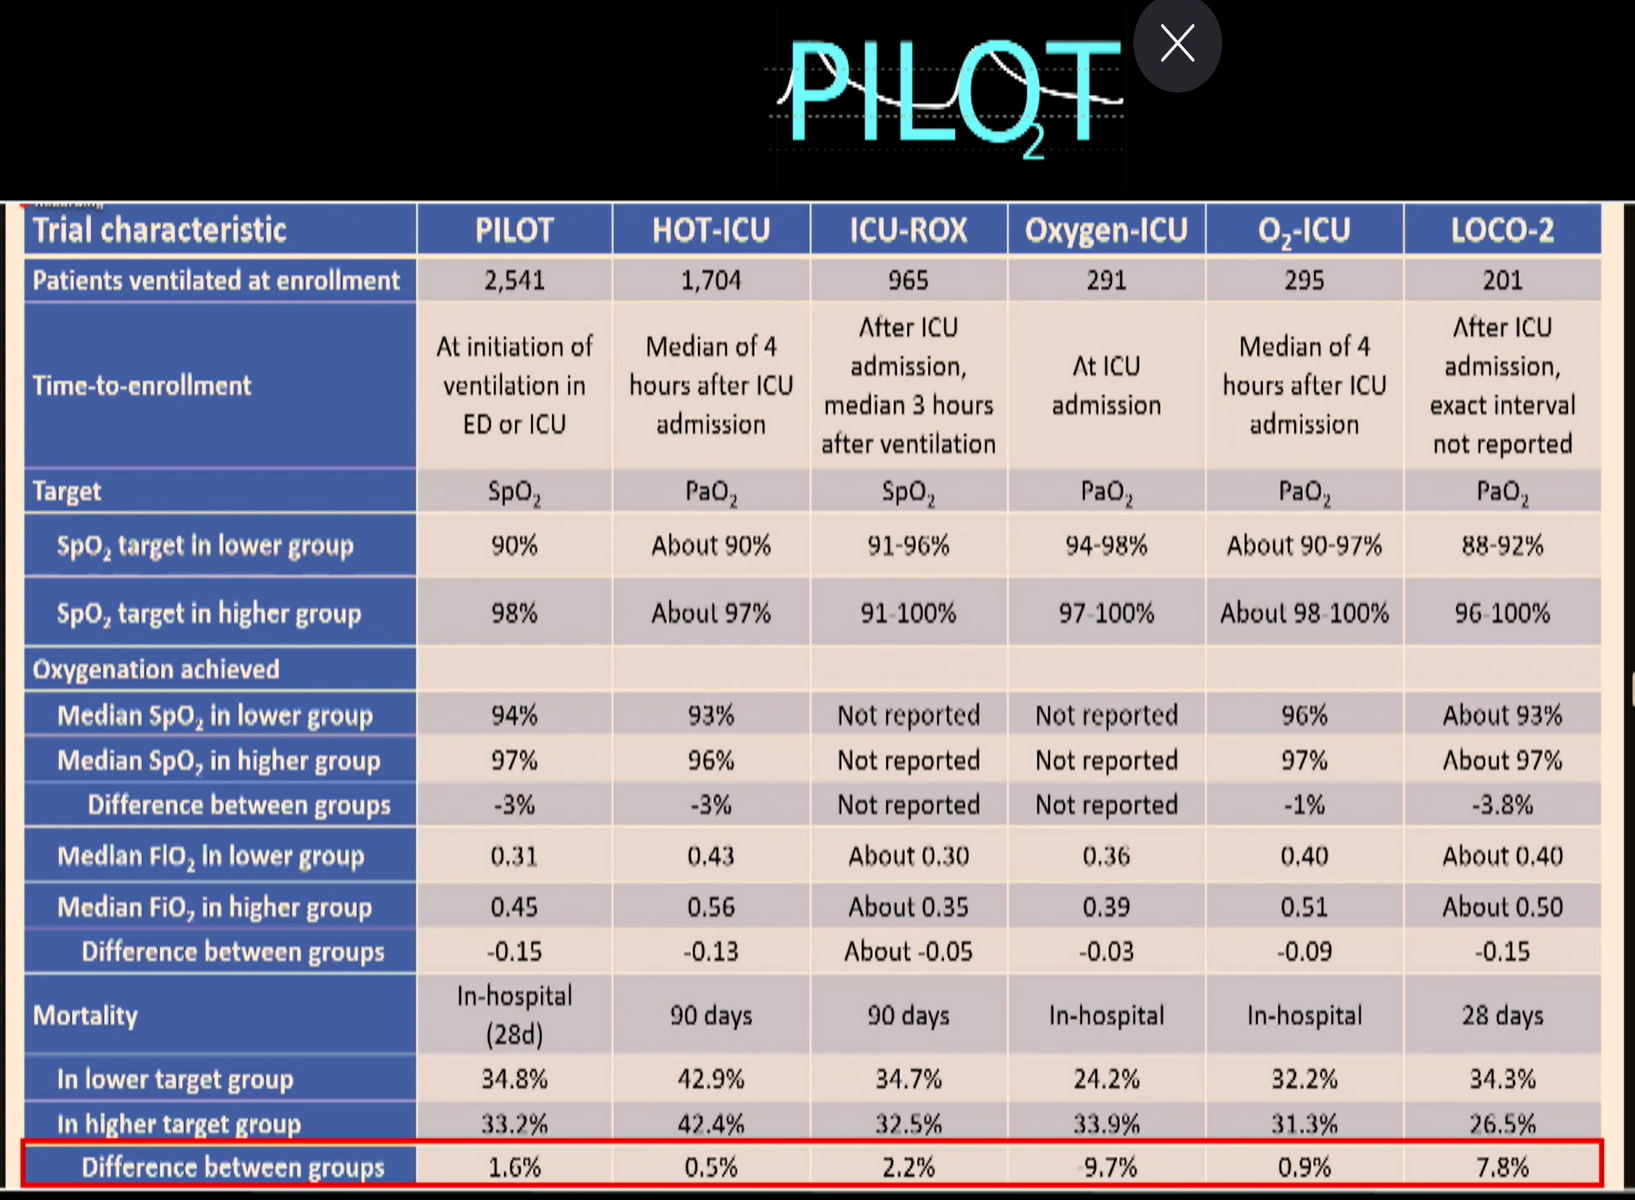 PILO₂T
Trial characteristic PILOT HOT-ICU ICU-ROX Oxygen-ICU O₂-ICU LOCO-2
Patients ventilated at enrollment 2,541 1,704 965 291 295 201
Time-to-enrollment
At initiation of
ventilation in
ED or ICU
Median of 4
hours after ICU
admission
After ICU
admission,
median 3 hours
after ventilation
At ICU
admission
Median of 4
hours after ICU
admission
After ICU
admission,
exact interval
not reported
Target SpO₂ PaO₂ SpO₂ PaO₂ PaO₂ PaO₂
SpO₂ target in lower group 90% About 90% 91-96% 94-98% About 90-97% 88-92%
SpO₂ target in higher group 98% About 97% 91-100% 97-100% About 98-100% 96-100%
Oxygenation achieved
Median SpO₂ in lower group 94% 93% Not reported Not reported 96% About 93%
Median SpO₂ in higher group 97% 96% Not reported Not reported 97% About 97%
Difference between groups -3% -3% Not reported Not reported -1% -3.8%
Median FIO₂ in lower group 0.31 0.43 About 0.30 0.36 0.40 About 0.40
Median FiO₂ in higher group 0.45 0.56 About 0.35 0.39 0.51 About 0.50
Difference between groups -0.15 -0.13 About -0.05 -0.03 -0.09 -0.15
Mortality
In-hospital
(28d)
90 days 90 days In-hospital In-hospital 28 days
In lower target group 34.8% 42.9% 34.7% 24.2% 32.2% 34.3%
In higher target group 33.2% 42.4% 32.5% 33.9% 31.3% 26.5%
Difference between groups 1.6% 0.5% 2.2% -9.7% 0.9% 7.8%